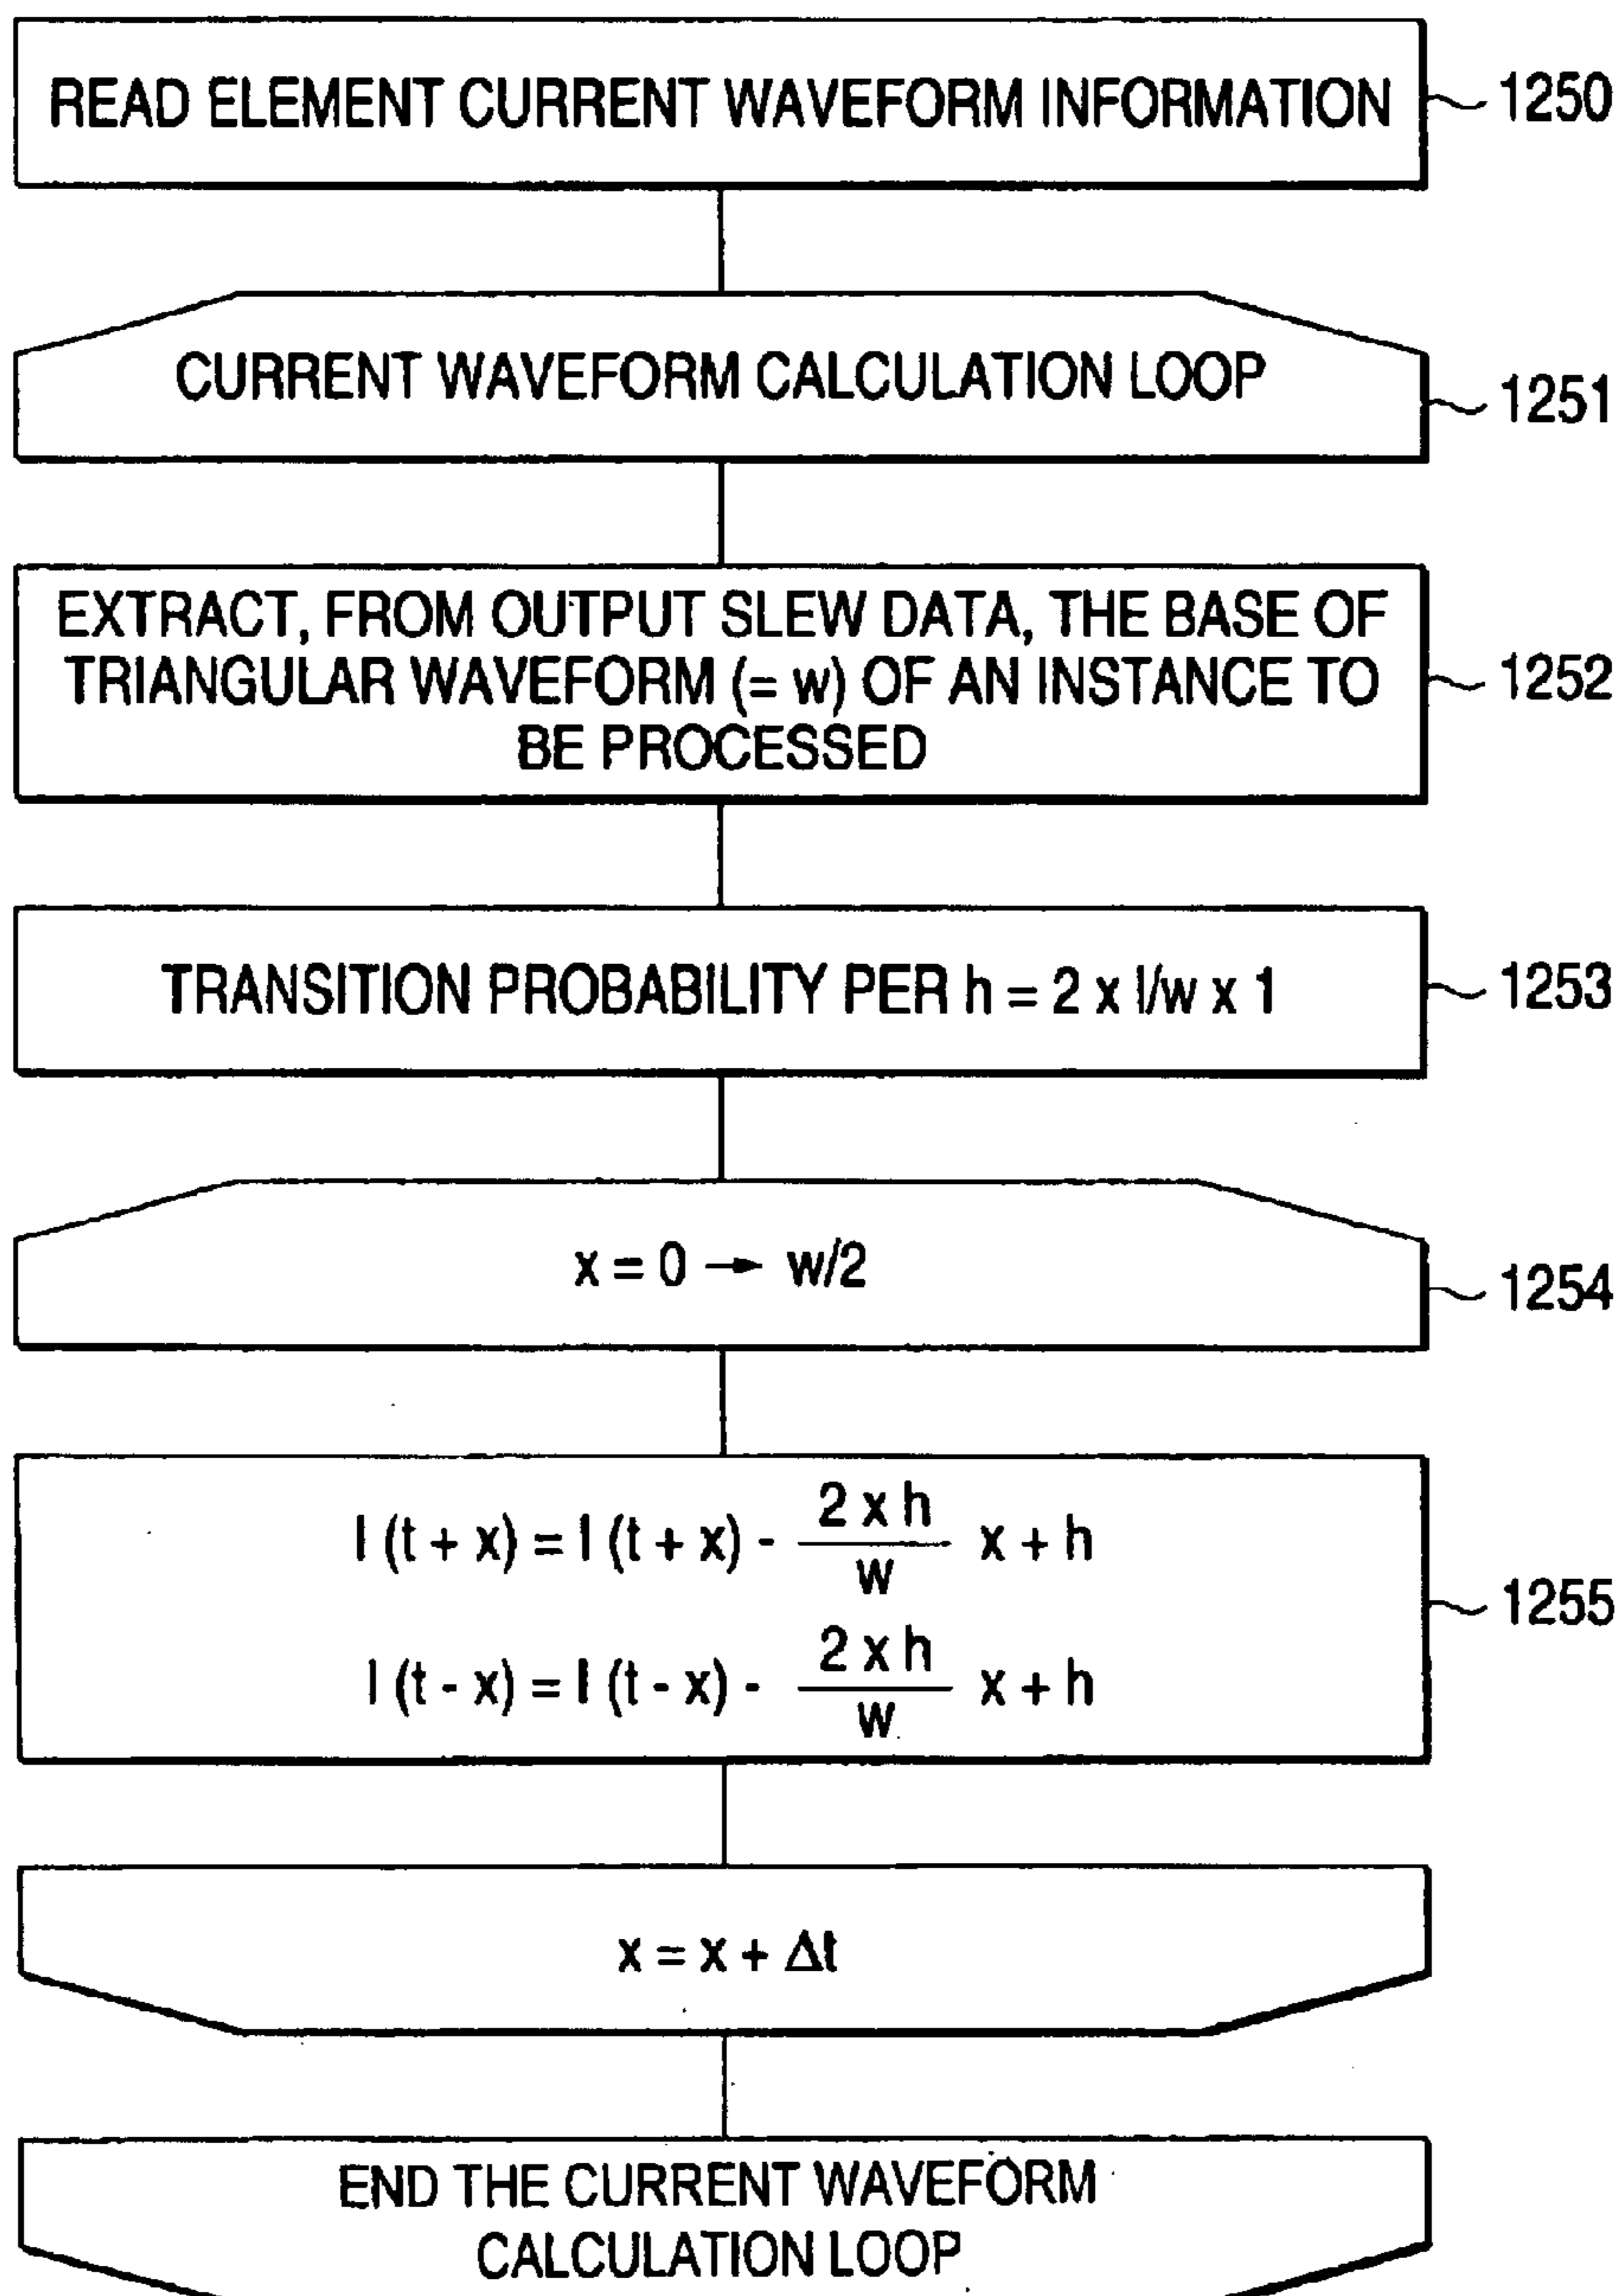 READ ELEMENT CURRENT WAVEFORM INFORMATION
1250
CURRENT WAVEFORM CALCULATION LOOP
1251
EXTRACT, FROM OUTPUT SLEW DATA, THE BASE OF
TRIANGULAR WAVEFORM (= w) OF AN INSTANCE TO
BE PROCESSED
1252
TRANSITION PROBABILITY PER h = 2 x I/w x 1
1253
x = 0 → w/2
1254
I (t + x) = I (t + x) - 2 x h / w x + h
I (t - x) = I (t - x) - 2 x h / w x + h
1255
x = x + Δt
END THE CURRENT WAVEFORM
CALCULATION LOOP